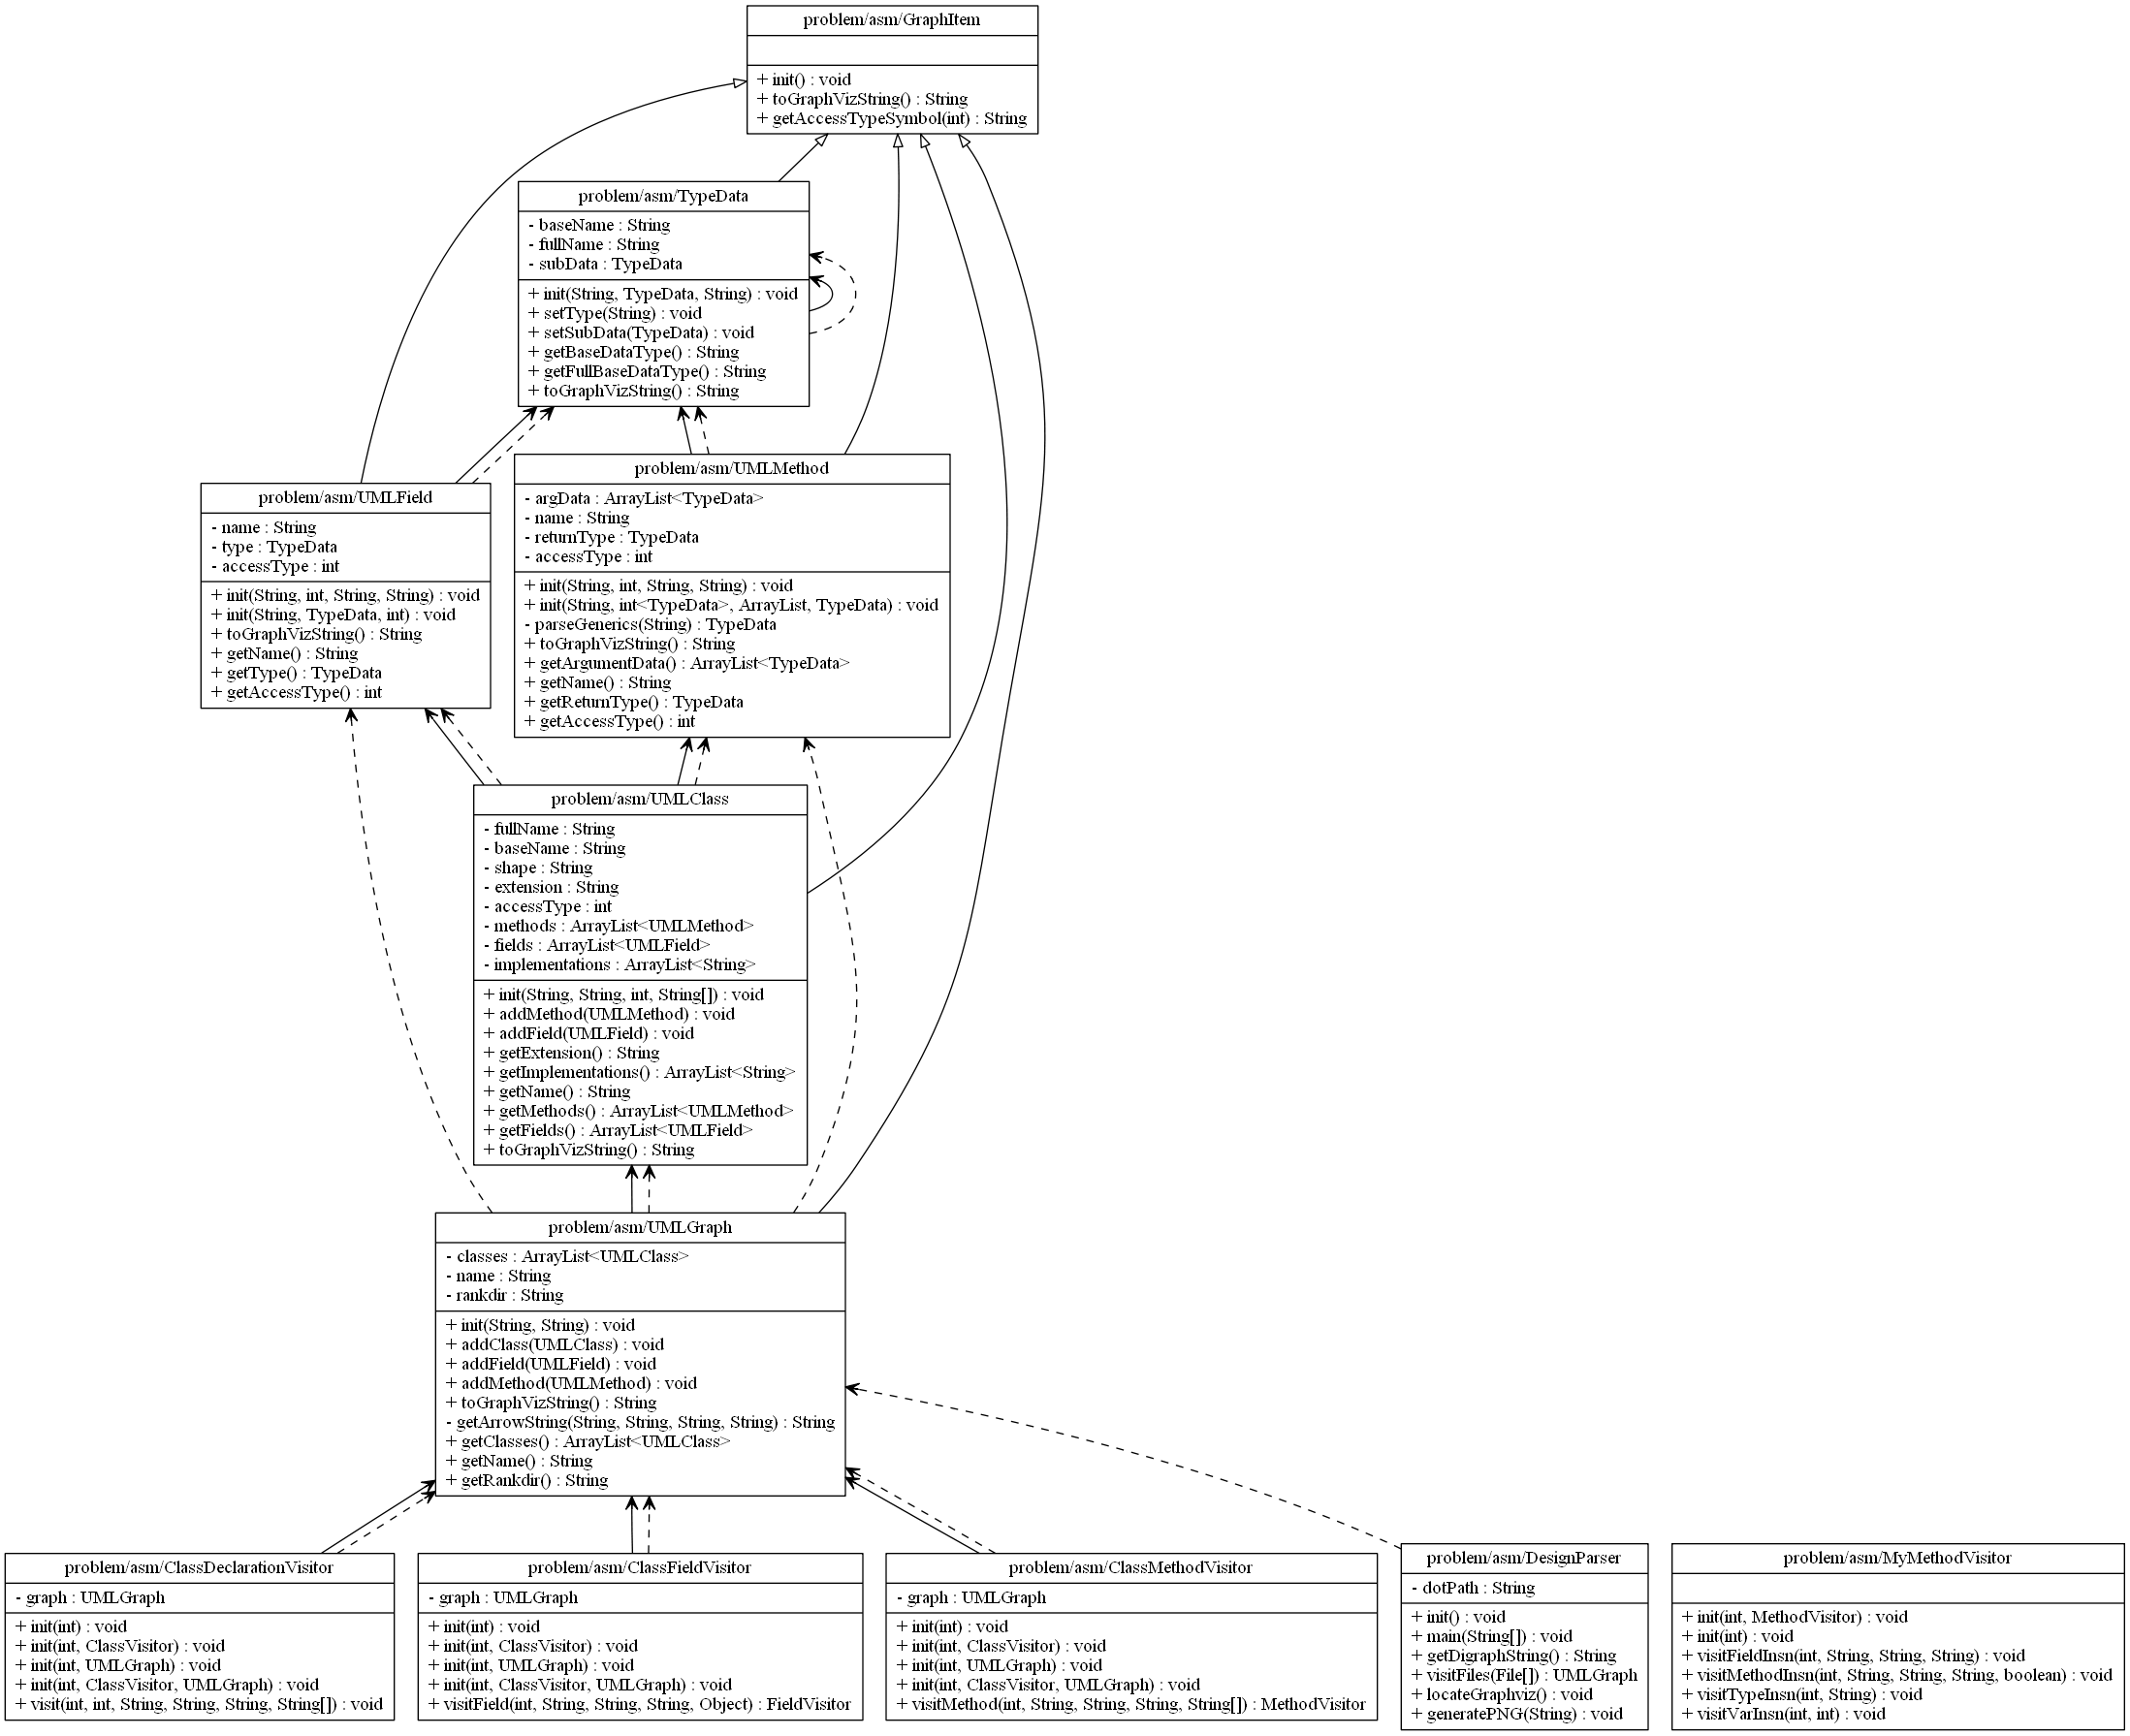 problem/asm/GraphItem
+ init() : void
+ toGraphVizString() : String
+ getAccessTypeSymbol(int) : String
problem/asm/TypeData
- baseName : String
- fullName : String
- subData : TypeData
+ init(String, TypeData, String) : void
+ setType(String) : void
+ setSubData(TypeData) : void
+ getBaseDataType() : String
+ getFullBaseDataType() : String
+ toGraphVizString() : String
problem/asm/UMLField
- name : String
- type : TypeData
- accessType : int
+ init(String, int, String, String) : void
+ init(String, TypeData, int) : void
+ toGraphVizString() : String
+ getName() : String
+ getType() : TypeData
+ getAccessType() : int
problem/asm/UMLMethod
- argData : ArrayList<TypeData>
- name : String
- returnType : TypeData
- accessType : int
+ init(String, int, String, String) : void
+ init(String, int<TypeData>, ArrayList, TypeData) : void
- parseGenerics(String) : TypeData
+ toGraphVizString() : String
+ getArgumentData() : ArrayList<TypeData>
+ getName() : String
+ getReturnType() : TypeData
+ getAccessType() : int
problem/asm/UMLClass
- fullName : String
- baseName : String
- shape : String
- extension : String
- accessType : int
- methods : ArrayList<UMLMethod>
- fields : ArrayList<UMLField>
- implementations : ArrayList<String>
+ init(String, String, int, String[]) : void
+ addMethod(UMLMethod) : void
+ addField(UMLField) : void
+ getExtension() : String
+ getImplementations() : ArrayList<String>
+ getName() : String
+ getMethods() : ArrayList<UMLMethod>
+ getFields() : ArrayList<UMLField>
+ toGraphVizString() : String
problem/asm/UMLGraph
- classes : ArrayList<UMLClass>
- name : String
- rankdir : String
+ init(String, String) : void
+ addClass(UMLClass) : void
+ addField(UMLField) : void
+ addMethod(UMLMethod) : void
+ toGraphVizString() : String
- getArrowString(String, String, String, String) : String
+ getClasses() : ArrayList<UMLClass>
+ getName() : String
+ getRankdir() : String
problem/asm/ClassDeclarationVisitor
- graph : UMLGraph
+ init(int) : void
+ init(int, ClassVisitor) : void
+ init(int, UMLGraph) : void
+ init(int, ClassVisitor, UMLGraph) : void
+ visit(int, int, String, String, String, String[]) : void
problem/asm/ClassFieldVisitor
- graph : UMLGraph
+ init(int) : void
+ init(int, ClassVisitor) : void
+ init(int, UMLGraph) : void
+ init(int, ClassVisitor, UMLGraph) : void
+ visitField(int, String, String, String, Object) : FieldVisitor
problem/asm/ClassMethodVisitor
- graph : UMLGraph
+ init(int) : void
+ init(int, ClassVisitor) : void
+ init(int, UMLGraph) : void
+ init(int, ClassVisitor, UMLGraph) : void
+ visitMethod(int, String, String, String, String[]) : MethodVisitor
problem/asm/DesignParser
- dotPath : String
+ init() : void
+ main(String[]) : void
+ getDigraphString() : String
+ visitFiles(File[]) : UMLGraph
+ locateGraphviz() : void
+ generatePNG(String) : void
problem/asm/MyMethodVisitor
+ init(int, MethodVisitor) : void
+ init(int) : void
+ visitFieldInsn(int, String, String, String) : void
+ visitMethodInsn(int, String, String, String, boolean) : void
+ visitTypeInsn(int, String) : void
+ visitVarInsn(int, int) : void